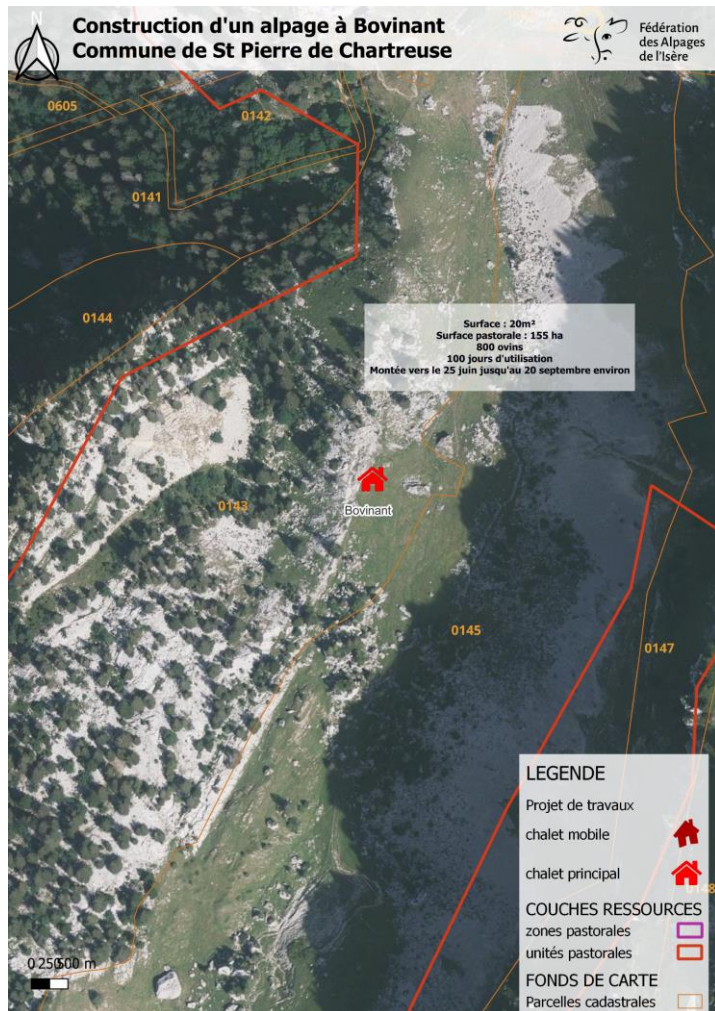 N
Construction d'un alpage à Bovinant
Commune de St Pierre de Chartreuse
Fédération
des Alpages
de l'Isère
0605
0142
0141
0144
Surface : 20m²
Surface pastorale : 155 ha
800 ovins
100 jours d'utilisation
Montée vers le 25 juin jusqu'au 20 septembre environ
0143
Bovinant
0145
0147
LEGENDE
Projet de travaux
chalet mobile
chalet principal
0148
COUCHES RESSOURCES
zones pastorales
unités pastorales
FONDS DE CARTE
Parcelles cadastrales
0 250500 m